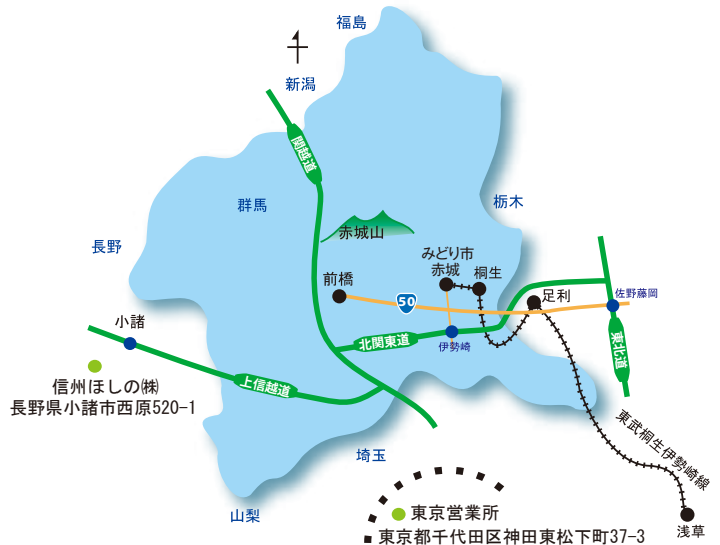 福島
新潟
関越道
群馬
栃木
長野
赤城山
みどり市
赤城
桐生
前橋
50
足利
佐野藤岡
小諸
北関東道
伊勢崎
東北道
信州ほしの㈱
長野県小諸市西原520-1
上信越道
東武桐生伊勢崎線
埼玉
山梨
東京営業所
東京都千代田区神田東松下町37-3
浅草